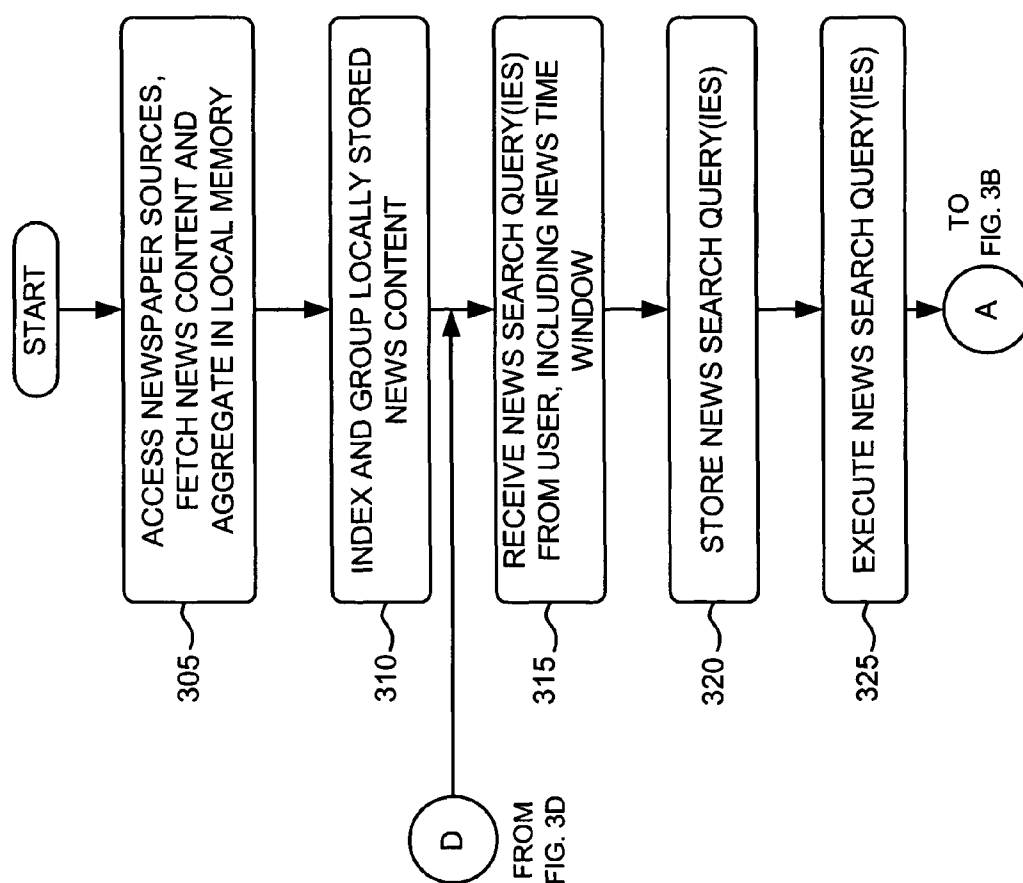 START
ACCESS NEWSPAPER SOURCES,
FETCH NEWS CONTENT AND
AGGREGATE IN LOCAL MEMORY
305
INDEX AND GROUP LOCALLY STORED
NEWS CONTENT
310
D
FROM
FIG. 3D
RECEIVE NEWS SEARCH QUERY(IES)
FROM USER, INCLUDING NEWS TIME
WINDOW
315
STORE NEWS SEARCH QUERY(IES)
320
EXECUTE NEWS SEARCH QUERY(IES)
325
A
TO
FIG. 3B